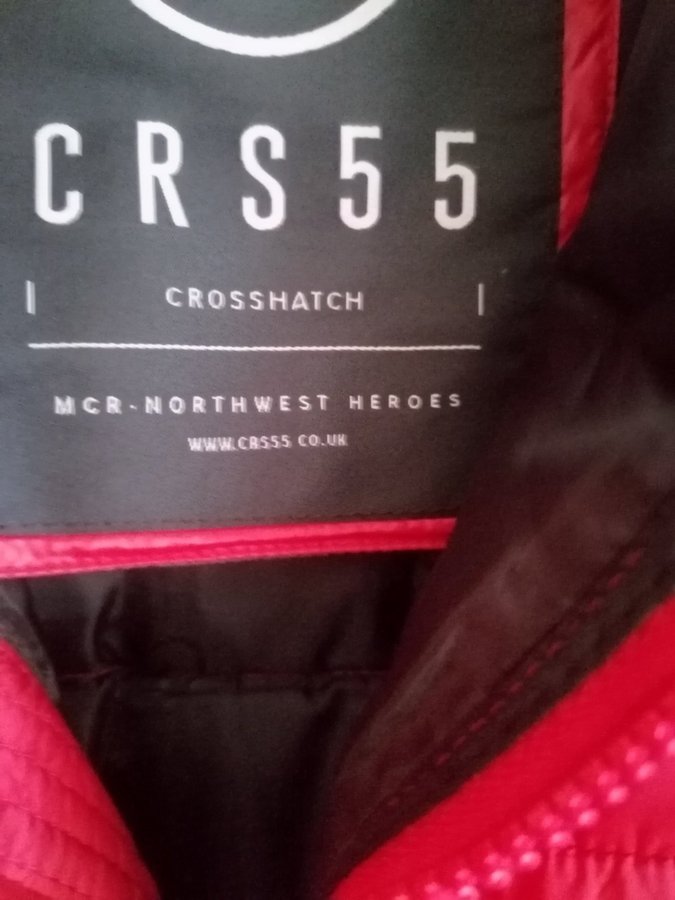 CRS55
| CROSSHATCH |
MCR-NORTHWEST HEROES
WWW.CRS55.CO.UK